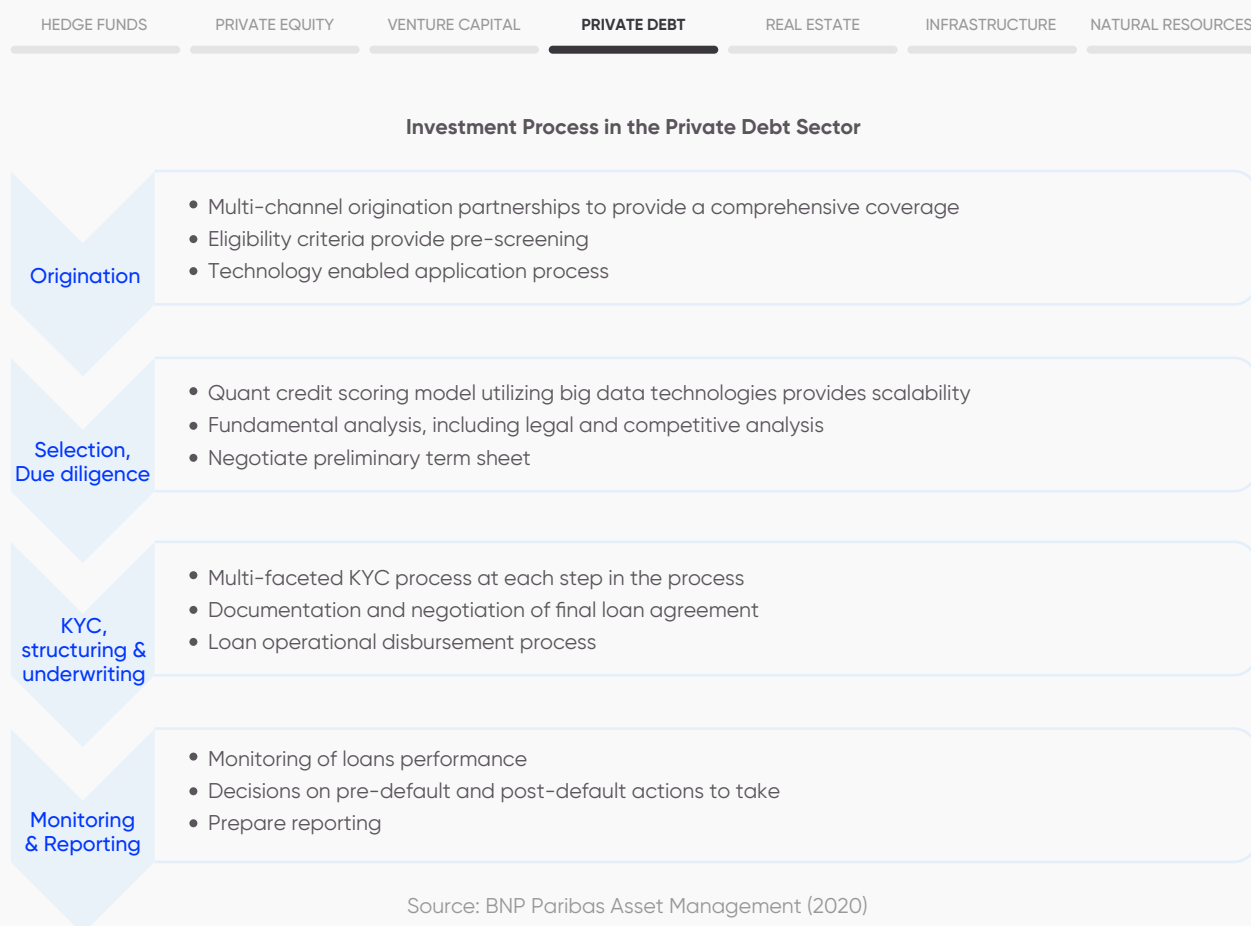 HEDGE FUNDS PRIVATE EQUITY VENTURE CAPITAL PRIVATE DEBT REAL ESTATE INFRASTRUCTURE NATURAL RESOURCES
Investment Process in the Private Debt Sector
Origination
• Multi-channel origination partnerships to provide a comprehensive coverage
• Eligibility criteria provide pre-screening
• Technology enabled application process
Selection,
Due diligence
• Quant credit scoring model utilizing big data technologies provides scalability
• Fundamental analysis, including legal and competitive analysis
• Negotiate preliminary term sheet
KYC,
structuring &
underwriting
• Multi-faceted KYC process at each step in the process
• Documentation and negotiation of final loan agreement
• Loan operational disbursement process
Monitoring
& Reporting
• Monitoring of loans performance
• Decisions on pre-default and post-default actions to take
• Prepare reporting
Source: BNP Paribas Asset Management (2020)